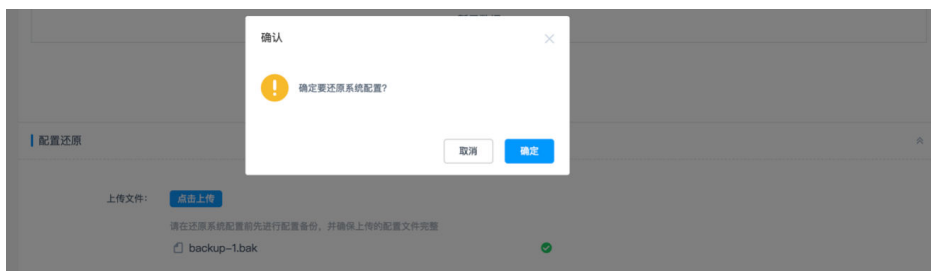 确认
确定要还原系统配置?
取消
确定
配置还原
上传文件:
点击上传
请在还原系统配置前先进行配置备份，并确保上传的配置文件完整
backup-1.bak